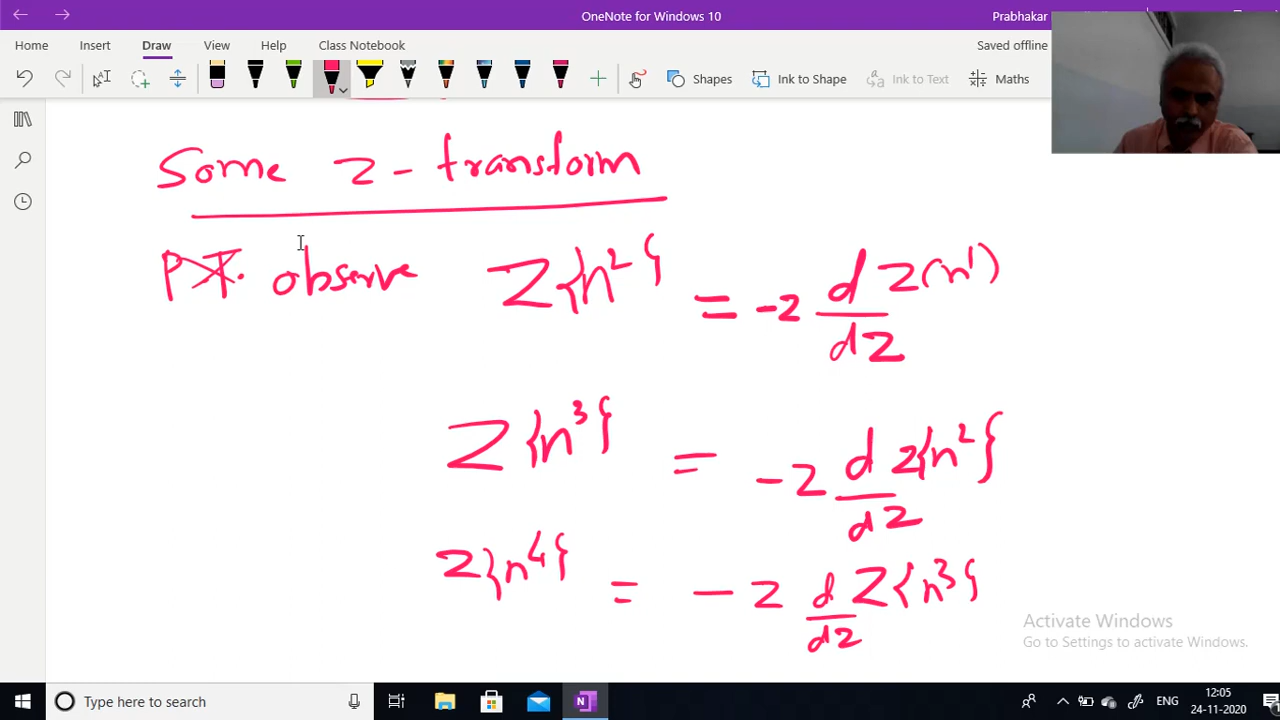 OneNote for Windows 10
Prabhakar
Home Insert Draw View Help Class Notebook
Saved offline
Shapes Ink to Shape Ink to Text Maths
Some z - transform
P.T. observe Z{n²} = -z d/dz z(n¹)
Z{n³} = -z d/dz z{n²}
z{n⁴} = - z d/dz Z{n³}
Activate Windows
Go to Settings to activate Windows.
Type here to search
ENG
12:05
24-11-2020